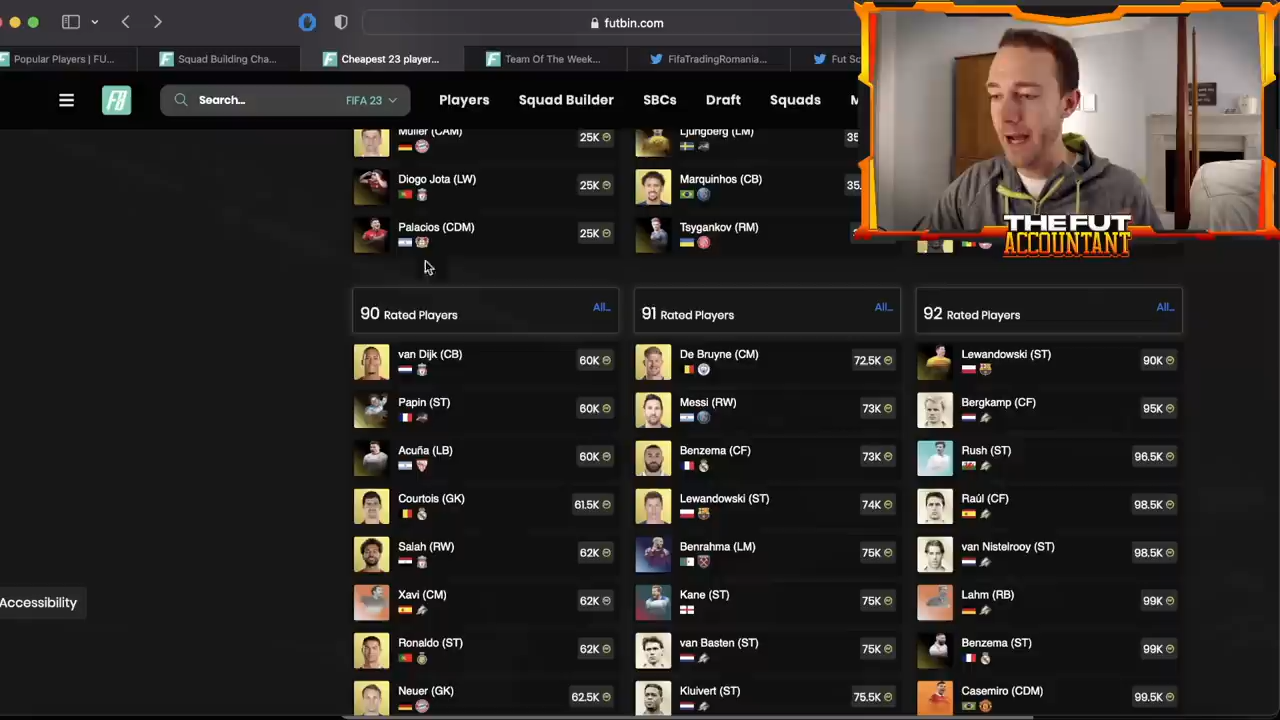 futbin.com
Popular Players | FU...
Squad Building Cha...
Cheapest 23 player...
Team Of The Week...
FifaTradingRomania...
Fut Sc
F8
Search...
FIFA 23
Players
Squad Builder
SBCs
Draft
Squads
M
THE FUT
ACCOUNTANT
Müller (CAM)
25K
Ljungberg (LM)
35
Diogo Jota (LW)
25K
Marquinhos (CB)
35.
Palacios (CDM)
25K
Tsygankov (RM)
90 Rated Players
All...
van Dijk (CB)
60K
Papin (ST)
60K
Acuña (LB)
60K
Courtois (GK)
61.5K
Salah (RW)
62K
Xavi (CM)
62K
Ronaldo (ST)
62K
Neuer (GK)
62.5K
91 Rated Players
All...
De Bruyne (CM)
72.5K
Messi (RW)
73K
Benzema (CF)
73K
Lewandowski (ST)
74K
Benrahma (LM)
75K
Kane (ST)
75K
van Basten (ST)
75K
Kluivert (ST)
75.5K
92 Rated Players
All...
Lewandowski (ST)
90K
Bergkamp (CF)
95K
Rush (ST)
96.5K
Raúl (CF)
98.5K
van Nistelrooy (ST)
98.5K
Lahm (RB)
99K
Benzema (ST)
99K
Casemiro (CDM)
99.5K
Accessibility